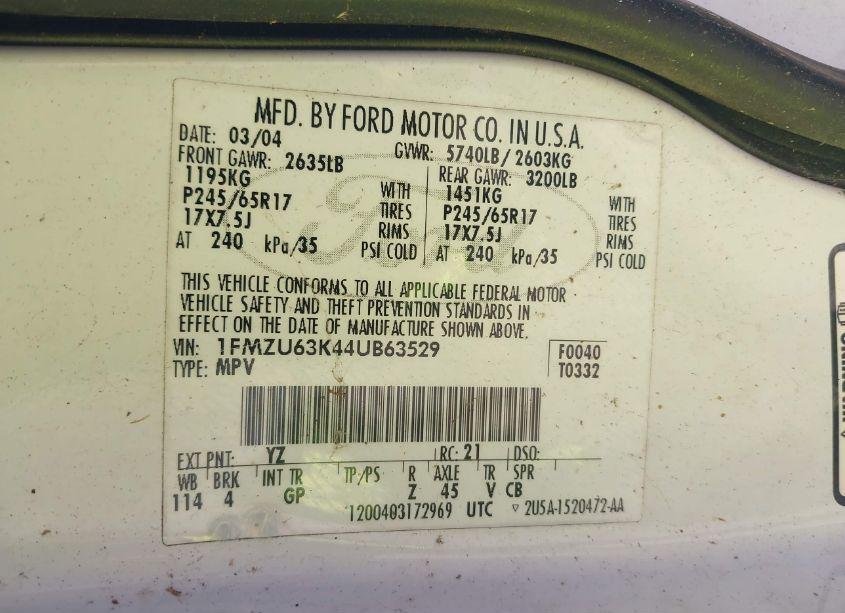 MFD. BY FORD MOTOR CO. IN U.S.A.
DATE: 03/04 GVWR: 5740LB / 2603KG
FRONT GAWR: 2635LB REAR GAWR: 3200LB
1195KG WITH 1451KG WITH
P245/65R17 TIRES P245/65R17 TIRES
17X7.5J RIMS 17X7.5J RIMS
AT 240 kPa/35 PSI COLD AT 240 kPa/35 PSI COLD
THIS VEHICLE CONFORMS TO ALL APPLICABLE FEDERAL MOTOR
VEHICLE SAFETY AND THEFT PREVENTION STANDARDS IN
EFFECT ON THE DATE OF MANUFACTURE SHOWN ABOVE.
VIN: 1FMZU63K44UB63529 F0040
TYPE: MPV T0332
EXT PNT: YZ RC: 21 DSO:
WB BRK INT TR TP/PS R AXLE TR SPR
114 4 GP Z 45 V CB
1200403172969 UTC ▽ 2U5A-1520472-AA
Ford
WARNING